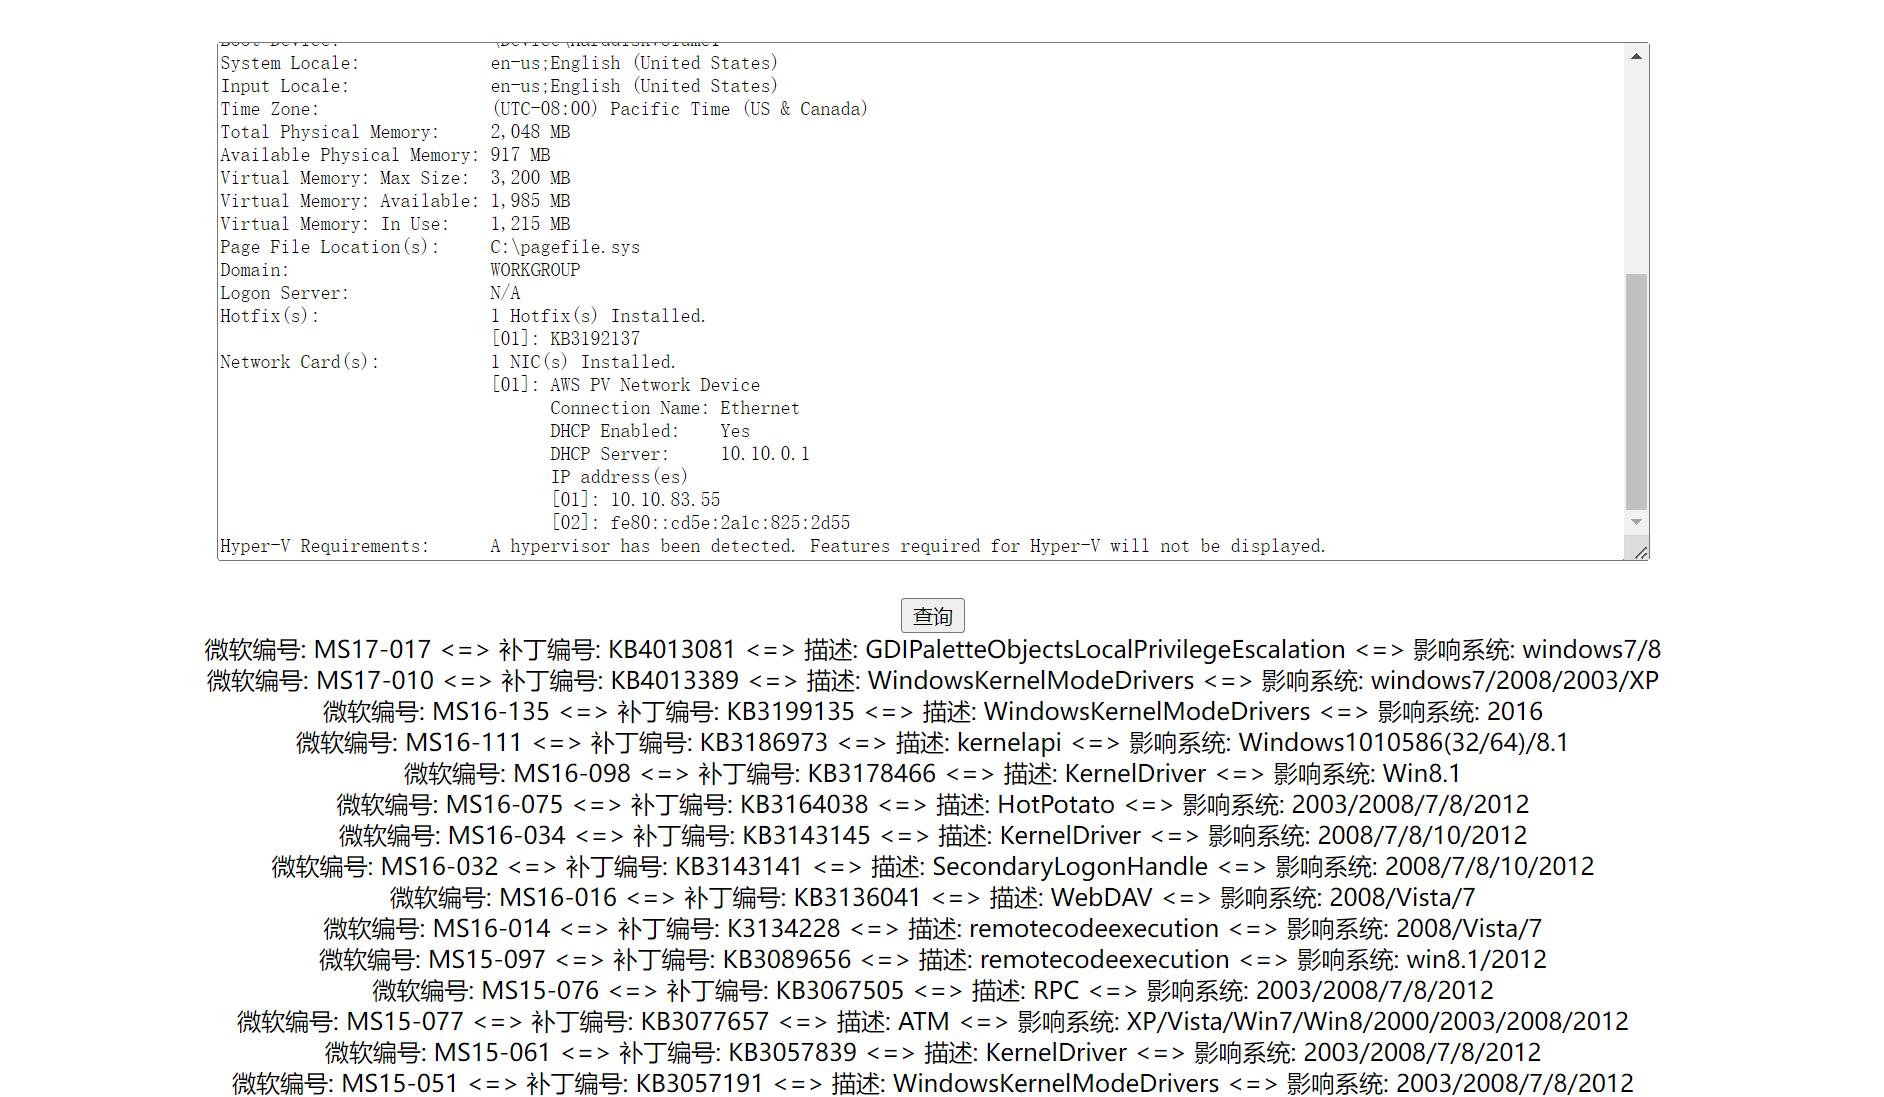 Boot Device: \Device\HarddiskVolume1
System Locale: en-us;English (United States)
Input Locale: en-us;English (United States)
Time Zone: (UTC-08:00) Pacific Time (US & Canada)
Total Physical Memory: 2,048 MB
Available Physical Memory: 917 MB
Virtual Memory: Max Size: 3,200 MB
Virtual Memory: Available: 1,985 MB
Virtual Memory: In Use: 1,215 MB
Page File Location(s): C:\pagefile.sys
Domain: WORKGROUP
Logon Server: N/A
Hotfix(s): 1 Hotfix(s) Installed.
[01]: KB3192137
Network Card(s): 1 NIC(s) Installed.
[01]: AWS PV Network Device
Connection Name: Ethernet
DHCP Enabled: Yes
DHCP Server: 10.10.0.1
IP address(es)
[01]: 10.10.83.55
[02]: fe80::cd5e:2a1c:825:2d55
Hyper-V Requirements: A hypervisor has been detected. Features required for Hyper-V will not be displayed.
查询
微软编号: MS17-017 <=> 补丁编号: KB4013081 <=> 描述: GDIPaletteObjectsLocalPrivilegeEscalation <=> 影响系统: windows7/8
微软编号: MS17-010 <=> 补丁编号: KB4013389 <=> 描述: WindowsKernelModeDrivers <=> 影响系统: windows7/2008/2003/XP
微软编号: MS16-135 <=> 补丁编号: KB3199135 <=> 描述: WindowsKernelModeDrivers <=> 影响系统: 2016
微软编号: MS16-111 <=> 补丁编号: KB3186973 <=> 描述: kernelapi <=> 影响系统: Windows1010586(32/64)/8.1
微软编号: MS16-098 <=> 补丁编号: KB3178466 <=> 描述: KernelDriver <=> 影响系统: Win8.1
微软编号: MS16-075 <=> 补丁编号: KB3164038 <=> 描述: HotPotato <=> 影响系统: 2003/2008/7/8/2012
微软编号: MS16-034 <=> 补丁编号: KB3143145 <=> 描述: KernelDriver <=> 影响系统: 2008/7/8/10/2012
微软编号: MS16-032 <=> 补丁编号: KB3143141 <=> 描述: SecondaryLogonHandle <=> 影响系统: 2008/7/8/10/2012
微软编号: MS16-016 <=> 补丁编号: KB3136041 <=> 描述: WebDAV <=> 影响系统: 2008/Vista/7
微软编号: MS16-014 <=> 补丁编号: K3134228 <=> 描述: remotecodeexecution <=> 影响系统: 2008/Vista/7
微软编号: MS15-097 <=> 补丁编号: KB3089656 <=> 描述: remotecodeexecution <=> 影响系统: win8.1/2012
微软编号: MS15-076 <=> 补丁编号: KB3067505 <=> 描述: RPC <=> 影响系统: 2003/2008/7/8/2012
微软编号: MS15-077 <=> 补丁编号: KB3077657 <=> 描述: ATM <=> 影响系统: XP/Vista/Win7/Win8/2000/2003/2008/2012
微软编号: MS15-061 <=> 补丁编号: KB3057839 <=> 描述: KernelDriver <=> 影响系统: 2003/2008/7/8/2012
微软编号: MS15-051 <=> 补丁编号: KB3057191 <=> 描述: WindowsKernelModeDrivers <=> 影响系统: 2003/2008/7/8/2012